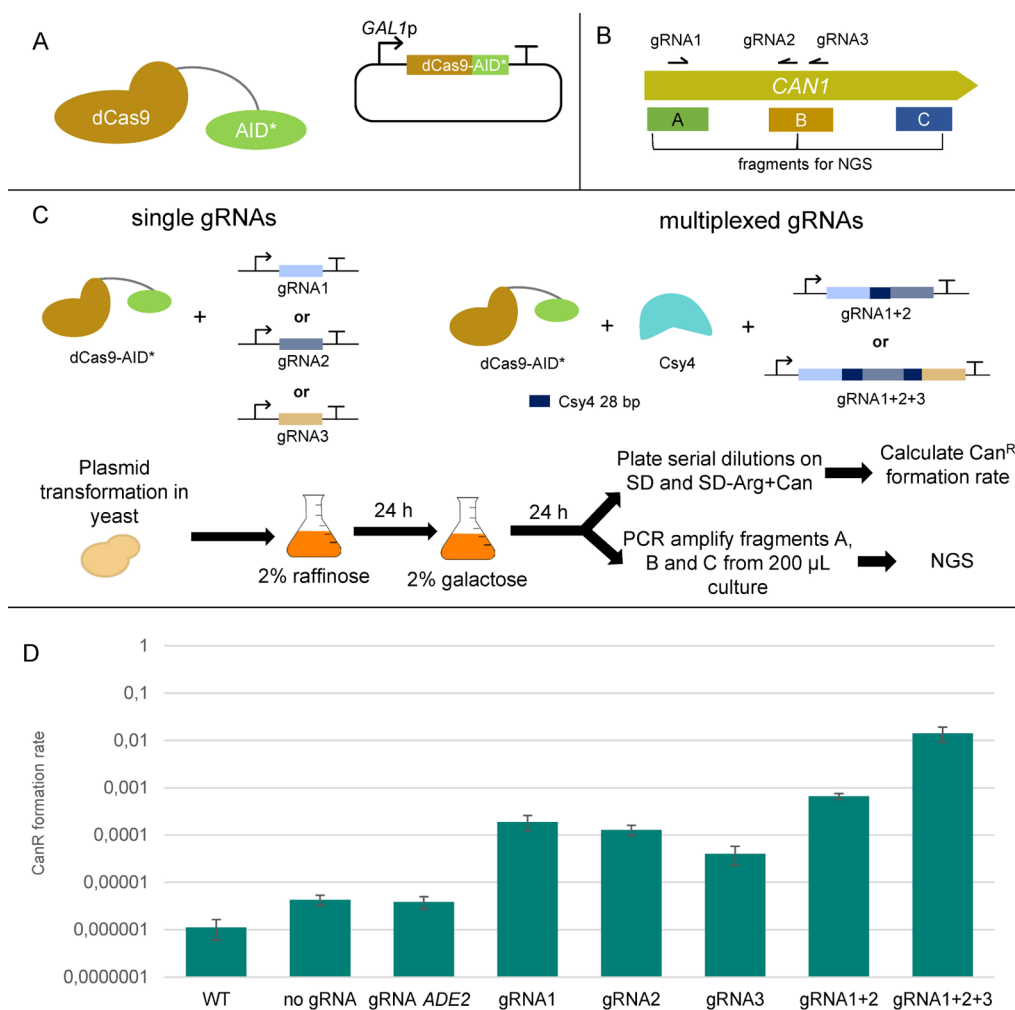 A
dCas9
AID*
GAL1p
dCas9-AID*
B
gRNA1
gRNA2
gRNA3
CAN1
A
B
C
fragments for NGS
C
single gRNAs
multiplexed gRNAs
dCas9-AID*
+
gRNA1
or
gRNA2
or
gRNA3
dCas9-AID*
+
Csy4
+
gRNA1+2
or
gRNA1+2+3
Csy4 28 bp
Plasmid
transformation in
yeast
2% raffinose
24 h
2% galactose
24 h
Plate serial dilutions on
SD and SD-Arg+Can
Calculate CanR
formation rate
PCR amplify fragments A,
B and C from 200 µL
culture
NGS
D
CanR formation rate
1
0,1
0,01
0,001
0,0001
0,00001
0,000001
0,0000001
WT
no gRNA
gRNA ADE2
gRNA1
gRNA2
gRNA3
gRNA1+2
gRNA1+2+3